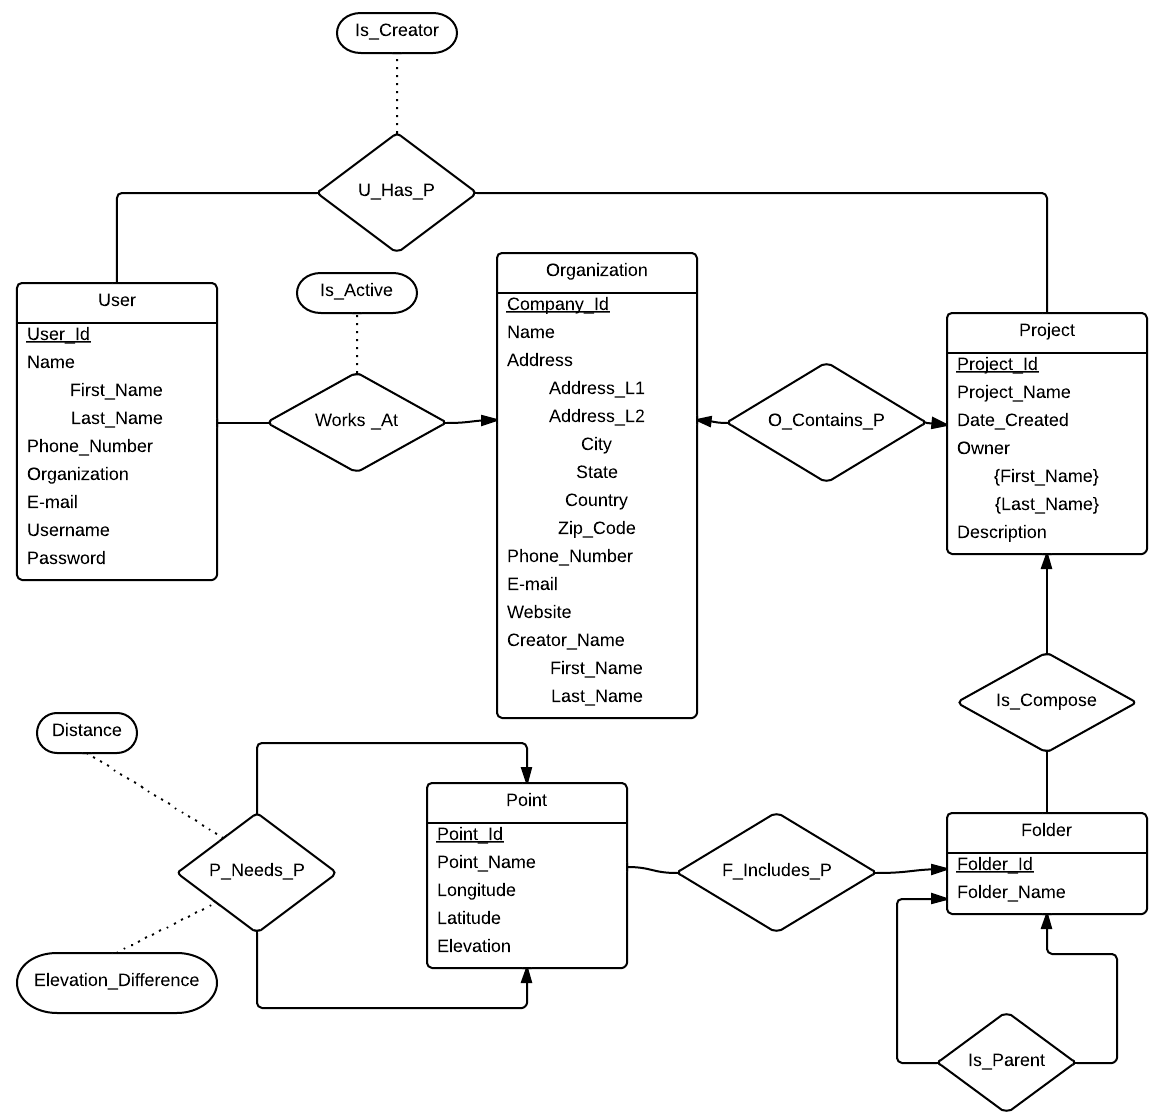 Is_Creator
U_Has_P
User
User_Id
Name
First_Name
Last_Name
Phone_Number
Organization
E-mail
Username
Password
Is_Active
Works _At
Organization
Company_Id
Name
Address
Address_L1
Address_L2
City
State
Country
Zip_Code
Phone_Number
E-mail
Website
Creator_Name
First_Name
Last_Name
O_Contains_P
Project
Project_Id
Project_Name
Date_Created
Owner
{First_Name}
{Last_Name}
Description
Is_Compose
Distance
P_Needs_P
Elevation_Difference
Point
Point_Id
Point_Name
Longitude
Latitude
Elevation
F_Includes_P
Folder
Folder_Id
Folder_Name
Is_Parent